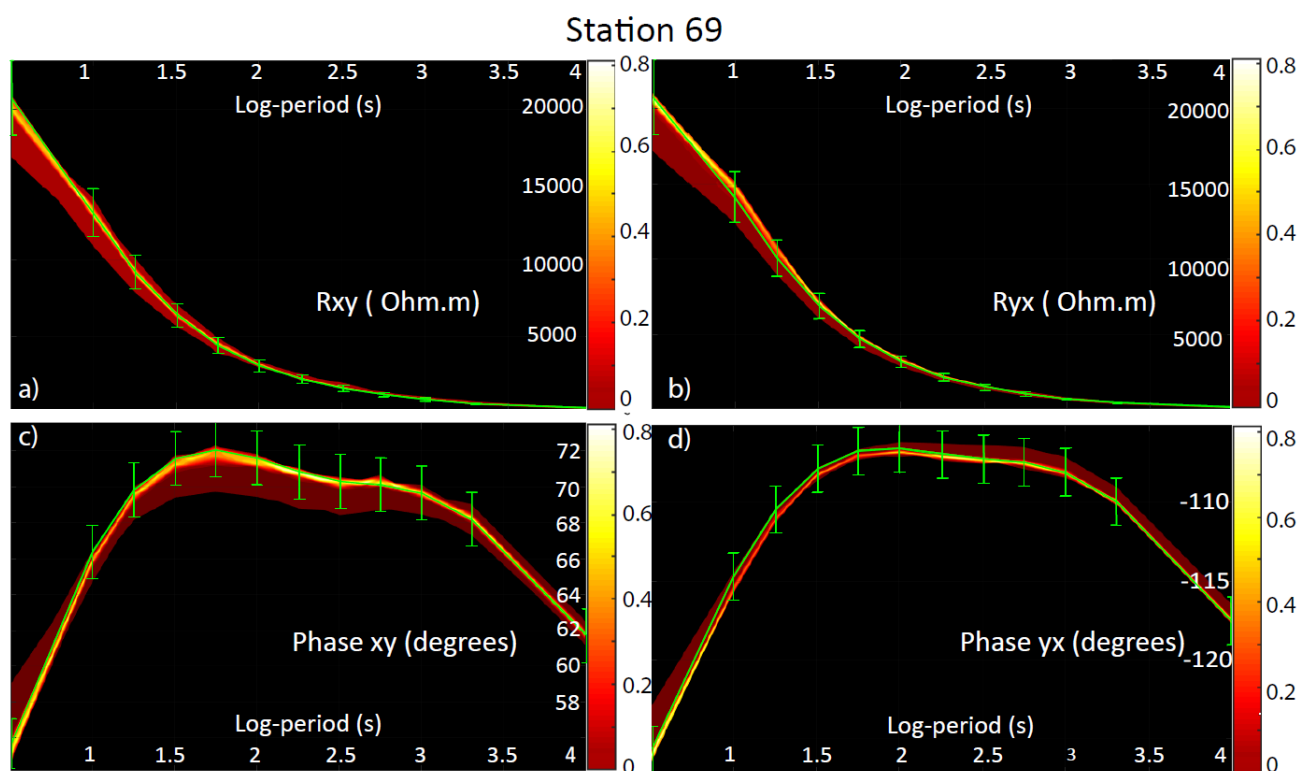 Station 69
1 1.5 2 2.5 3 3.5 4
Log-period (s)
20000
15000
10000
5000
Rxy ( Ohm.m)
a)
0.8
0.6
0.4
0.2
0
1 1.5 2 2.5 3 3.5 4
Log-period (s)
20000
15000
10000
5000
Ryx ( Ohm.m)
b)
0.8
0.6
0.4
0.2
0
c)
72
70
68
66
64
62
60
58
Phase xy (degrees)
Log-period (s)
1 1.5 2 2.5 3 3.5 4
0.8
0.6
0.4
0.2
0
d)
-110
-115
-120
Phase yx (degrees)
Log-period (s)
1 1.5 2 2.5 3 3.5 4
0.8
0.6
0.4
0.2
0